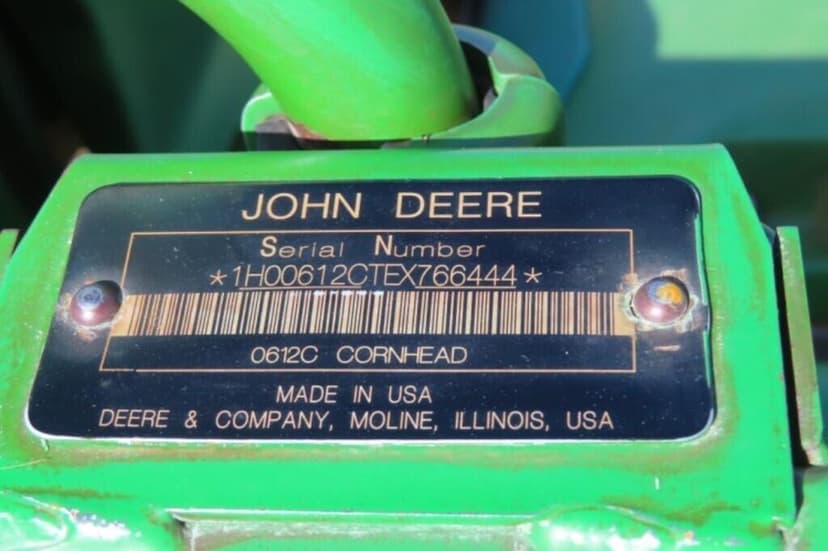 JOHN DEERE
Serial Number
*1H00612CTEX766444*
0612C CORNHEAD
MADE IN USA
DEERE & COMPANY, MOLINE, ILLINOIS, USA